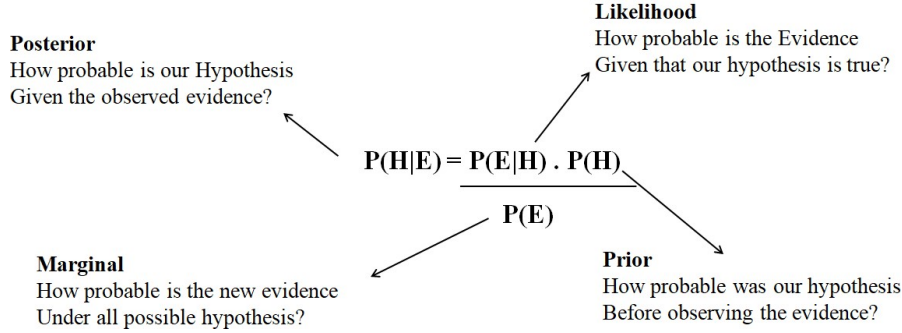 Likelihood
How probable is the Evidence
Given that our hypothesis is true?
Posterior
How probable is our Hypothesis
Given the observed evidence?
P(H|E) = P(E|H) . P(H)
P(E)
Marginal
How probable is the new evidence
Under all possible hypothesis?
Prior
How probable was our hypothesis
Before observing the evidence?